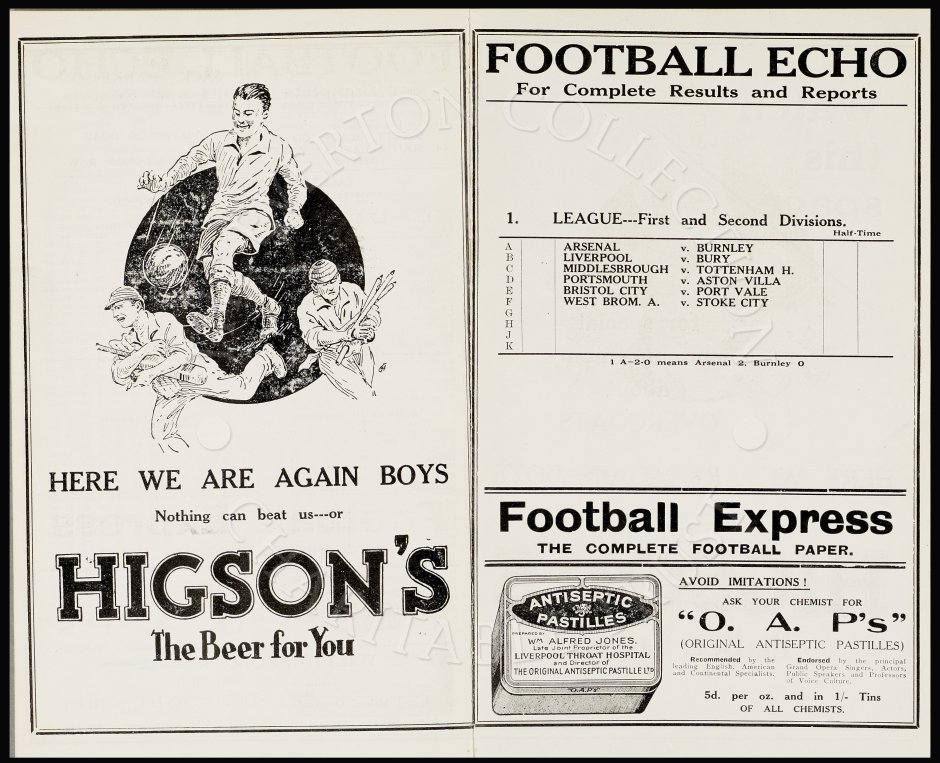 HERE WE ARE AGAIN BOYS
Nothing can beat us---or
HIGSON'S
The Beer for You
FOOTBALL ECHO
For Complete Results and Reports
1. LEAGUE---First and Second Divisions.
Half-Time
A ARSENAL v. BURNLEY
B LIVERPOOL v. BURY
C MIDDLESBROUGH v. TOTTENHAM H.
D PORTSMOUTH v. ASTON VILLA
E BRISTOL CITY v. PORT VALE
F WEST BROM. A. v. STOKE CITY
G
H
J
K
1 A-2-0 means Arsenal 2, Burnley 0
Football Express
THE COMPLETE FOOTBALL PAPER.
ANTISEPTIC
PASTILLES
PREPARED BY
WM ALFRED JONES.
Late Joint Proprietor of the
LIVERPOOL THROAT HOSPITAL
and Director of
THE ORIGINAL ANTISEPTIC PASTILLE LTD
"O.A.P's"
AVOID IMITATIONS!
ASK YOUR CHEMIST FOR
"O. A. P's"
(ORIGINAL ANTISEPTIC PASTILLES)
Recommended by the
leading English, American
and Continental Specialists.
Endorsed by the principal
Grand Opera Singers, Actors,
Public Speakers and Professors
of Voice Culture.
5d. per oz. and in 1/- Tins
OF ALL CHEMISTS.